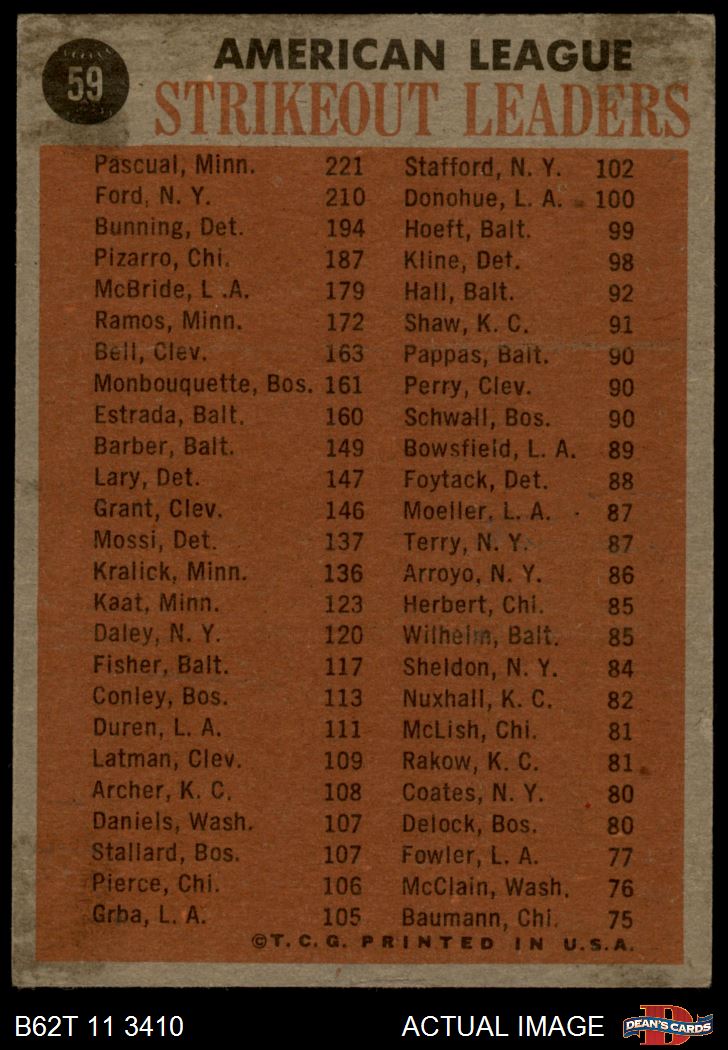 59
AMERICAN LEAGUE
STRIKEOUT LEADERS
Pascual, Minn. 221
Ford, N. Y. 210
Bunning, Det. 194
Pizarro, Chi. 187
McBride, L .A. 179
Ramos, Minn. 172
Bell, Clev. 163
Monbouquette, Bos. 161
Estrada, Balt. 160
Barber, Balt. 149
Lary, Det. 147
Grant, Clev. 146
Mossi, Det. 137
Kralick, Minn. 136
Kaat, Minn. 123
Daley, N. Y. 120
Fisher, Balt. 117
Conley, Bos. 113
Duren, L. A. 111
Latman, Clev. 109
Archer, K. C. 108
Daniels, Wash. 107
Stallard, Bos. 107
Pierce, Chi. 106
Grba, L. A. 105
Stafford, N. Y. 102
Donohue, L. A. 100
Hoeft, Balt. 99
Kline, Det. 98
Hall, Balt. 92
Shaw, K. C. 91
Pappas, Balt. 90
Perry, Clev. 90
Schwall, Bos. 90
Bowsfield, L. A. 89
Foytack, Det. 88
Moeller, L. A. 87
Terry, N. Y. 87
Arroyo, N. Y. 86
Herbert, Chi. 85
Wilhelm, Balt. 85
Sheldon, N. Y. 84
Nuxhall, K. C. 82
McLish, Chi. 81
Rakow, K. C. 81
Coates, N. Y. 80
Delock, Bos. 80
Fowler, L. A. 77
McClain, Wash. 76
Baumann, Chi. 75
©T. C. G. PRINTED IN U.S.A.
B62T 11 3410
ACTUAL IMAGE
D
DEAN'S CARDS